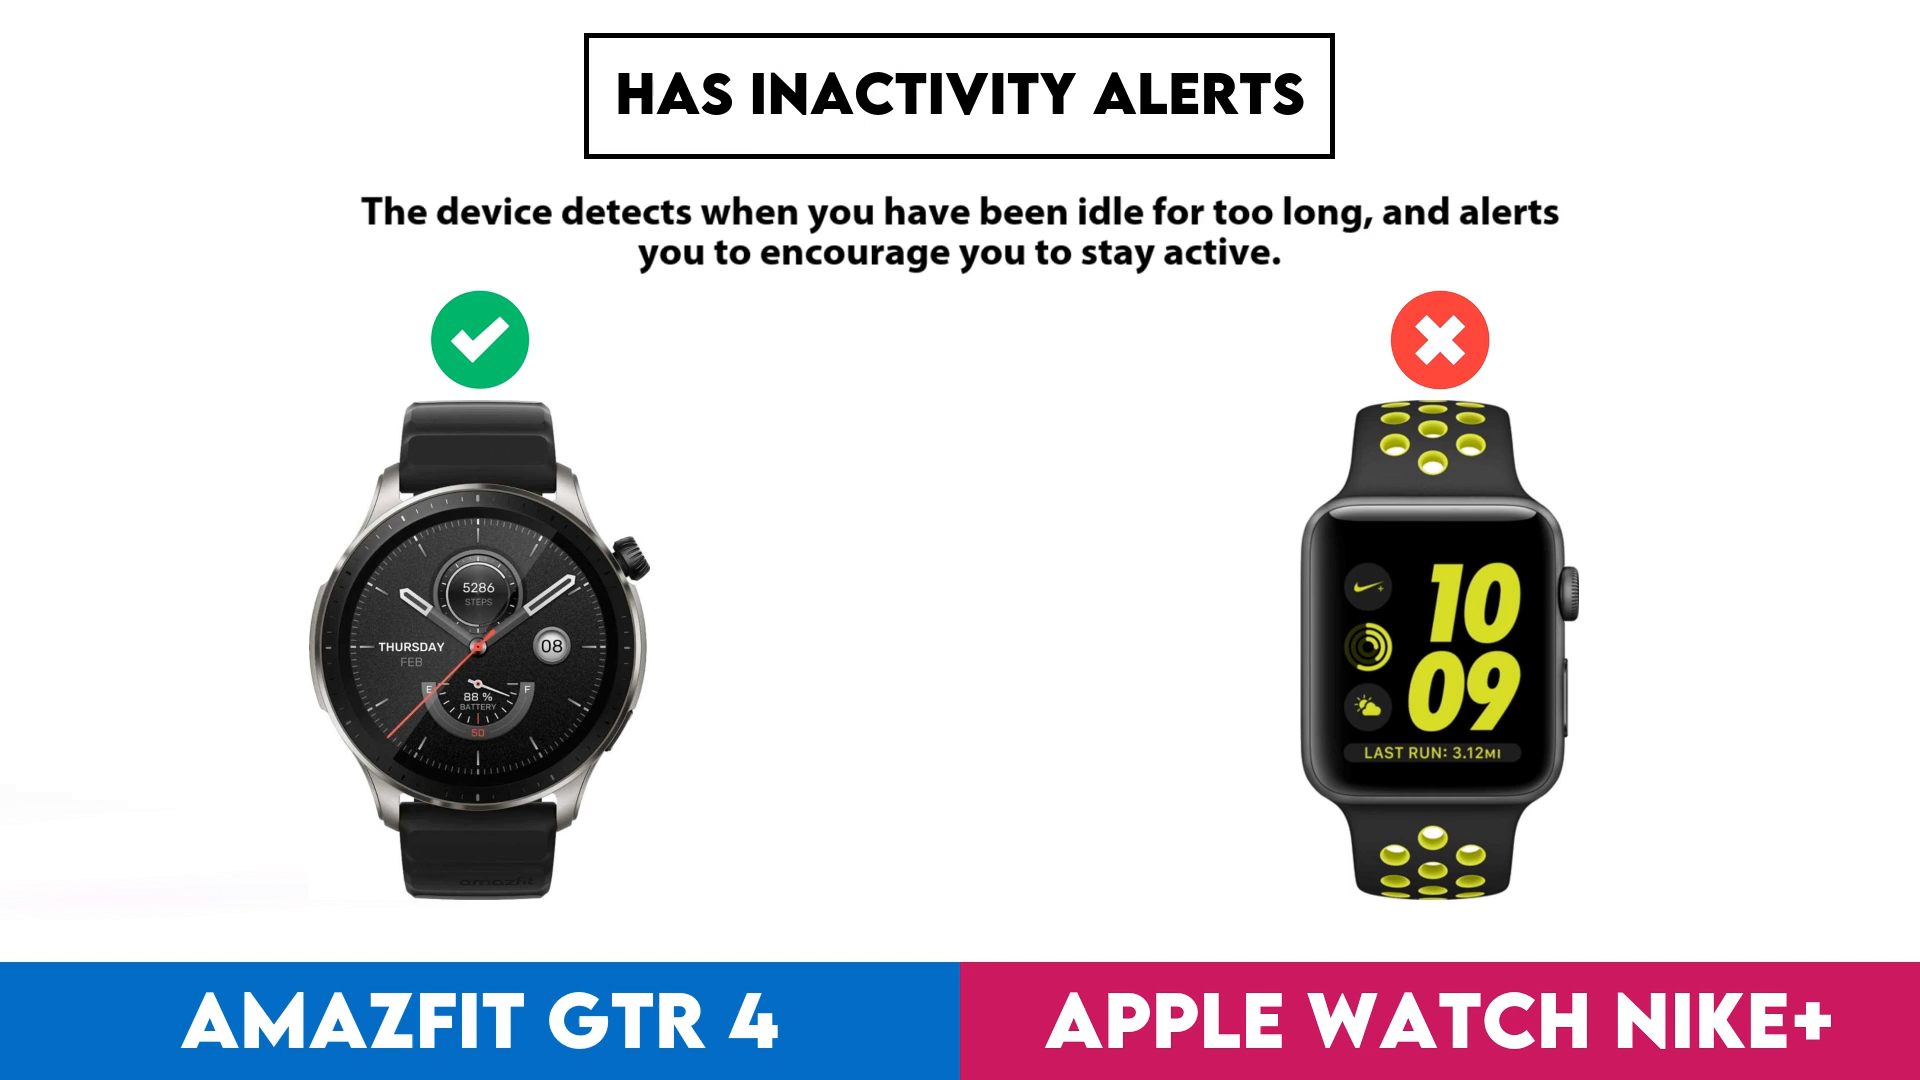 HAS INACTIVITY ALERTS
The device detects when you have been idle for too long, and alerts
you to encourage you to stay active.
5286
STEPS
THURSDAY
FEB
08
E
F
88 %
BATTERY
50
amazfit
10
09
LAST RUN: 3.12MI
AMAZFIT GTR 4
APPLE WATCH NIKE+